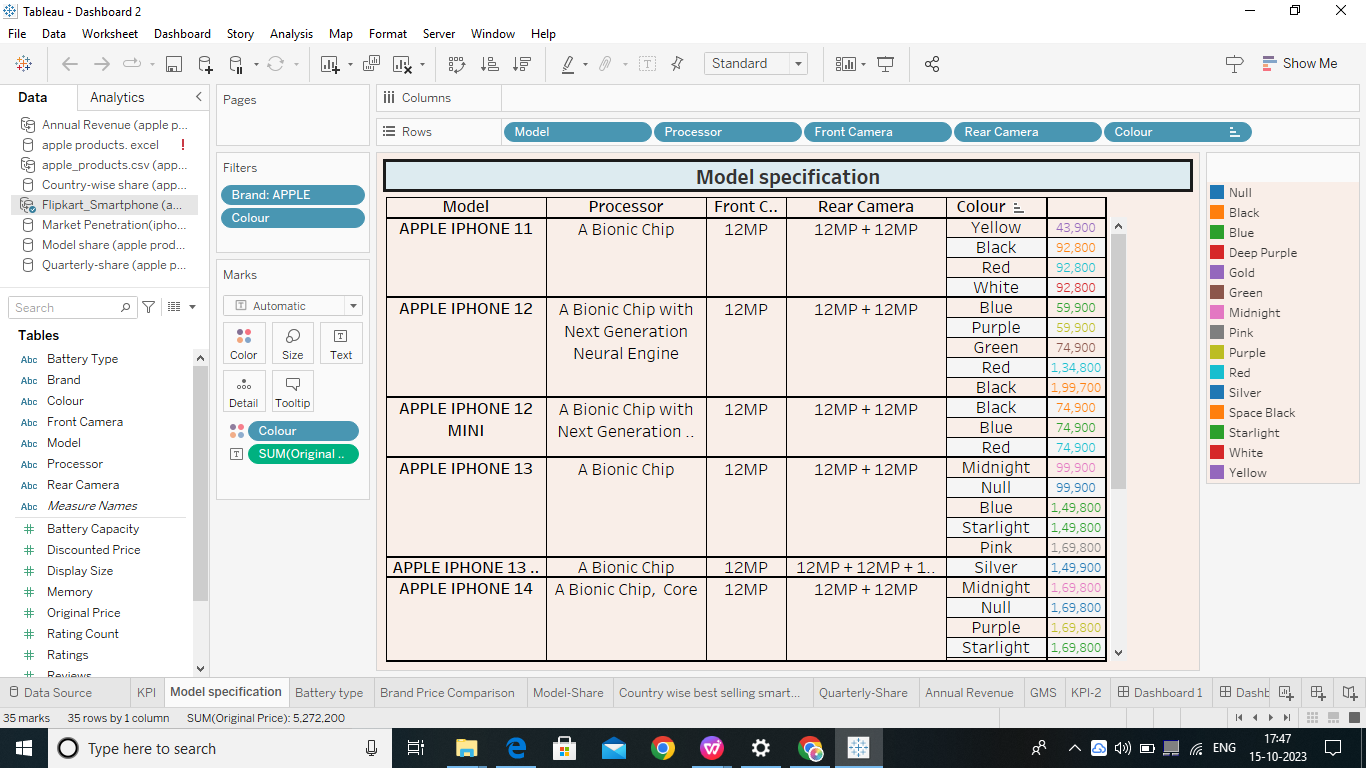 Tableau - Dashboard 2
File Data Worksheet Dashboard Story Analysis Map Format Server Window Help
Standard
Show Me
Data Analytics
Annual Revenue (apple p...
apple products. excel !
apple_products.csv (app...
Country-wise share (app...
Flipkart_Smartphone (a...
Market Penetration(ipho...
Model share (apple prod...
Quarterly-share (apple p...
Search
Tables
Abc Battery Type
Abc Brand
Abc Colour
Abc Front Camera
Abc Model
Abc Processor
Abc Rear Camera
Abc Measure Names
# Battery Capacity
# Discounted Price
# Display Size
# Memory
# Original Price
# Rating Count
# Ratings
Reviews
Pages
Filters
Brand: APPLE
Colour
Marks
Automatic
Color Size Text
Detail Tooltip
Colour
SUM(Original ..
Columns
Rows Model Processor Front Camera Rear Camera Colour
Model specification
Model Processor Front C.. Rear Camera Colour
APPLE IPHONE 11 A Bionic Chip 12MP 12MP + 12MP Yellow 43,900
Black 92,800
Red 92,800
White 92,800
APPLE IPHONE 12 A Bionic Chip with 12MP 12MP + 12MP Blue 59,900
Next Generation Purple 59,900
Neural Engine Green 74,900
Red 1,34,800
Black 1,99,700
APPLE IPHONE 12 A Bionic Chip with 12MP 12MP + 12MP Black 74,900
MINI Next Generation .. Blue 74,900
Red 74,900
APPLE IPHONE 13 A Bionic Chip 12MP 12MP + 12MP Midnight 99,900
Null 99,900
Blue 1,49,800
Starlight 1,49,800
Pink 1,69,800
APPLE IPHONE 13 .. A Bionic Chip 12MP 12MP + 12MP + 1.. Silver 1,49,900
APPLE IPHONE 14 A Bionic Chip, Core 12MP 12MP + 12MP Midnight 1,69,800
Null 1,69,800
Purple 1,69,800
Starlight 1,69,800
Null
Black
Blue
Deep Purple
Gold
Green
Midnight
Pink
Purple
Red
Silver
Space Black
Starlight
White
Yellow
Data Source KPI Model specification Battery type Brand Price Comparison Model-Share Country wise best selling smart... Quarterly-Share Annual Revenue GMS KPI-2 Dashboard 1 Dashb
35 marks 35 rows by 1 column SUM(Original Price): 5,272,200
Type here to search
ENG
17:47
15-10-2023